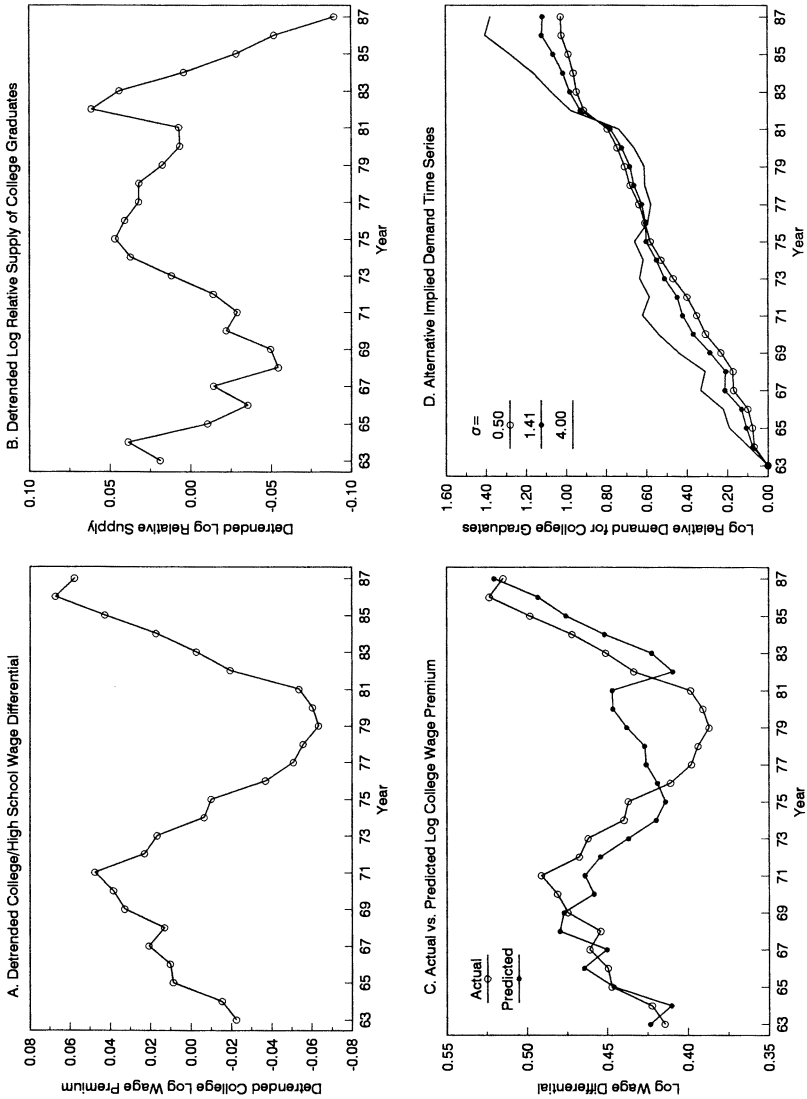 A. Detrended College/High School Wage Differential
Detrended College Log Wage Premium
0.08
0.06
0.04
0.02
0.00
-0.02
-0.04
-0.06
-0.08
63 65 67 69 71 73 75 77 79 81 83 85 87
Year
B. Detrended Log Relative Supply of College Graduates
Detrended Log Relative Supply
0.10
0.05
0.00
-0.05
-0.10
63 65 67 69 71 73 75 77 79 81 83 85 87
Year
C. Actual vs. Predicted Log College Wage Premium
Log Wage Differential
0.55
0.50
0.45
0.40
0.35
Actual
Predicted
63 65 67 69 71 73 75 77 79 81 83 85 87
Year
D. Alternative Implied Demand Time Series
Log Relative Demand for College Graduates
1.60
1.40
1.20
1.00
0.80
0.60
0.40
0.20
0.00
σ=
0.50
1.41
4.00
63 65 67 69 71 73 75 77 79 81 83 85 87
Year